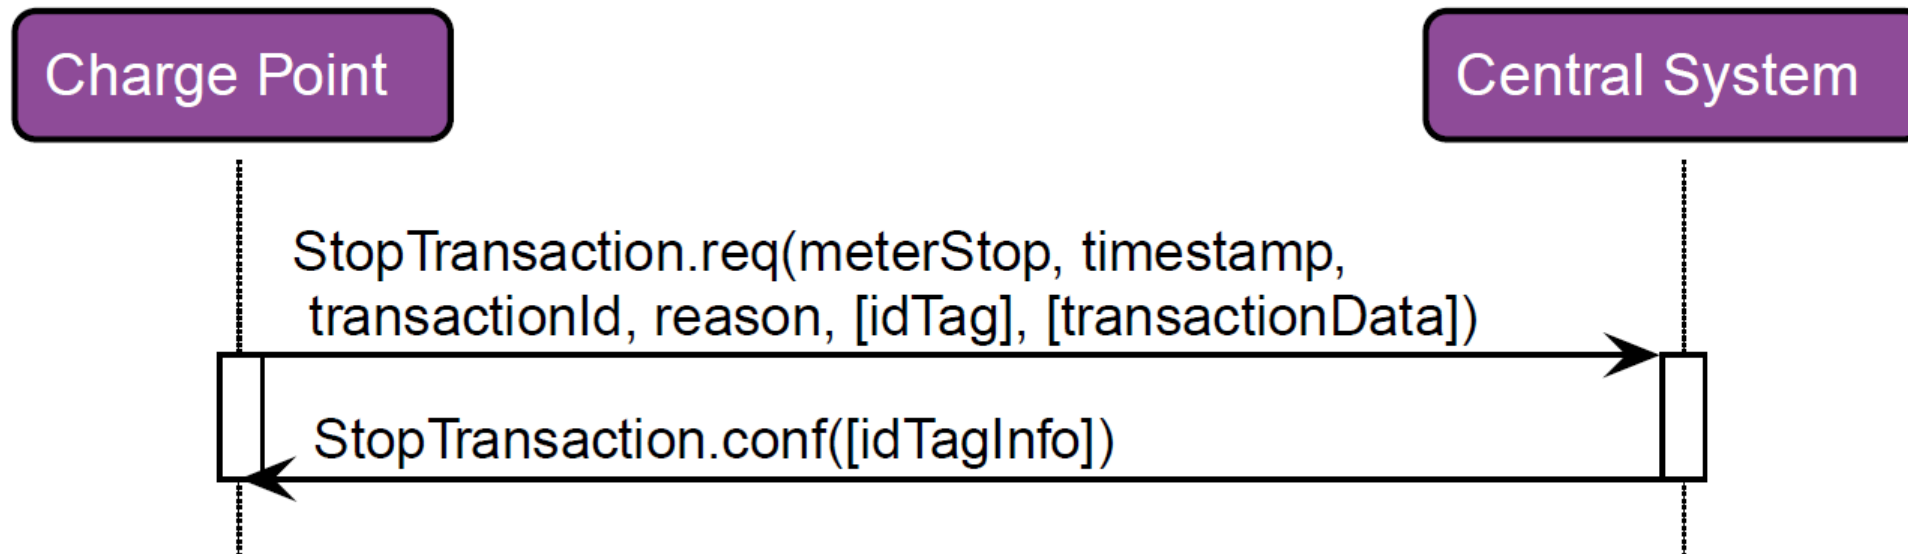 Charge Point
Central System
StopTransaction.req(meterStop, timestamp,
transactionId, reason, [idTag], [transactionData])
StopTransaction.conf([idTagInfo])